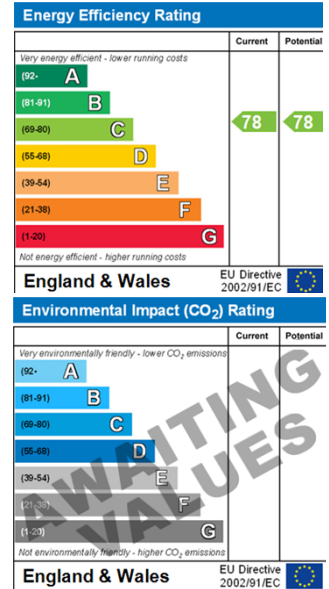 Energy Efficiency Rating
Current Potential
Very energy efficient - lower running costs
(92- A
(81-91) B
(69-80) C
78 78
(55-68) D
(39-54) E
(21-38) F
(1-20) G
Not energy efficient - higher running costs
England & Wales
EU Directive
2002/91/EC
Environmental Impact (CO2) Rating
Current Potential
Very environmentally friendly - lower CO2 emissions
(92- A
(81-91) B
(69-80) C
(55-68) D
(39-54) E
(21-38) F
(1-20) G
AWAITING
VALUES
Not environmentally friendly - higher CO2 emissions
England & Wales
EU Directive
2002/91/EC